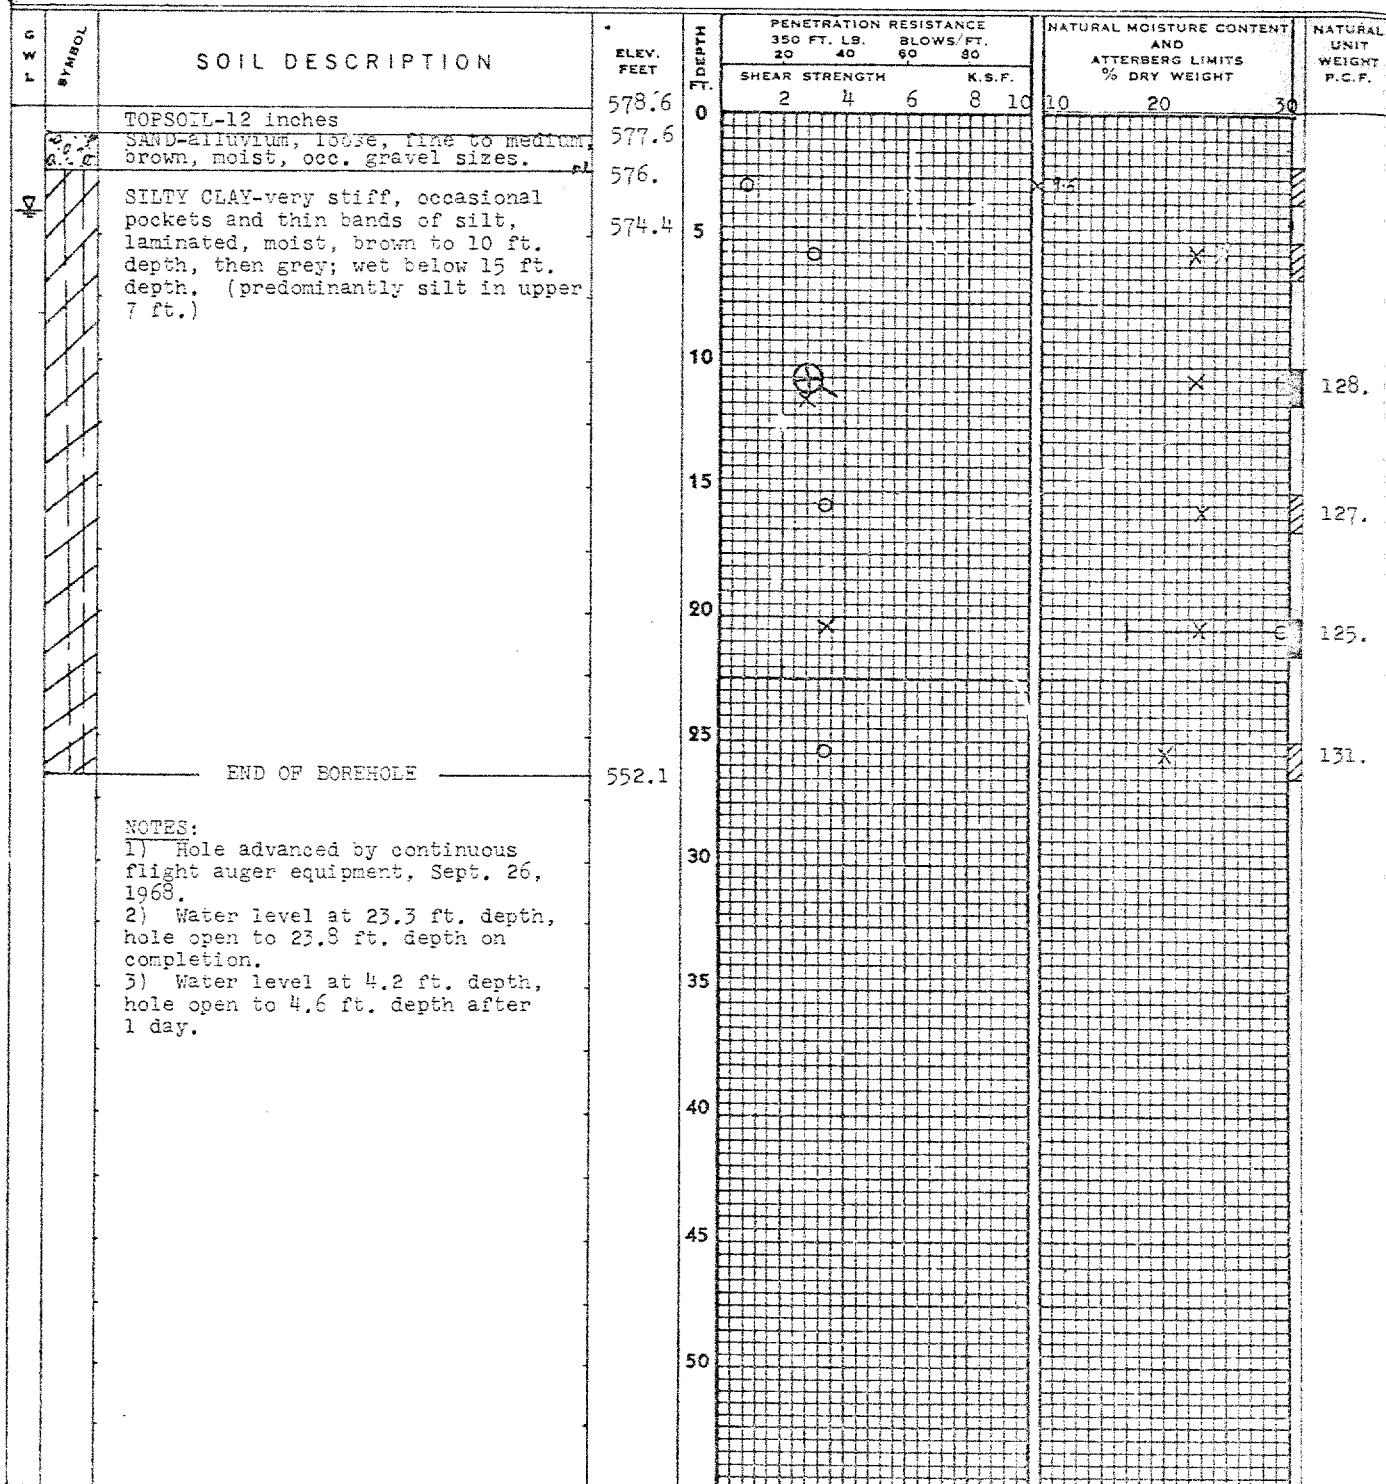 G W L
SYMBOL
SOIL DESCRIPTION
ELEV. FEET
DEPTH FT.
PENETRATION RESISTANCE
350 FT. LB. BLOWS/FT.
20 40 60 80
SHEAR STRENGTH K.S.F.
2 4 6 8 10
NATURAL MOISTURE CONTENT
AND
ATTERBERG LIMITS
% DRY WEIGHT
10 20 30
NATURAL
UNIT
WEIGHT
P.C.F.
578.6
0
TOPSOIL-12 inches
577.6
SAND-alluvium, loose, fine to medium,
brown, moist, occ. gravel sizes.
576.
9.6
SILTY CLAY-very stiff, occasional
pockets and thin bands of silt,
574.4
5
laminated, moist, brown to 10 ft.
depth, then grey; wet below 15 ft.
depth. (predominantly silt in upper
7 ft.)
10
128.
15
127.
20
125.
25
131.
END OF BOREHOLE
552.1
NOTES:
1) Hole advanced by continuous
flight auger equipment, Sept. 26,
1968.
2) Water level at 23.3 ft. depth,
hole open to 23.8 ft. depth on
completion.
3) Water level at 4.2 ft. depth,
hole open to 4.6 ft. depth after
1 day.
30
35
40
45
50